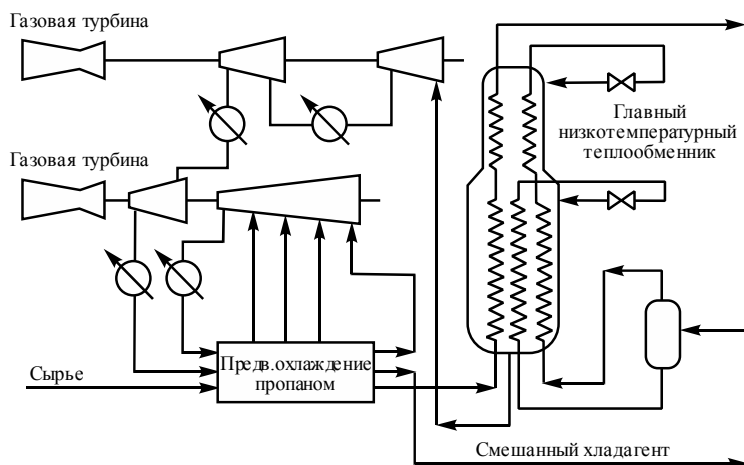 Газовая турбина
Главный
низкотемпературный
теплообменник
Газовая турбина
Предв.охлаждение
пропаном
Сырье
Смешанный хладагент